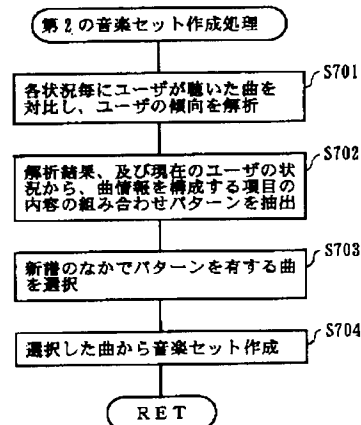 第2の音楽セット作成処理
S701
各状況毎にユーザが聴いた曲を
対比し、ユーザの傾向を解析
S702
解析結果、及び現在のユーザの状
況から、曲情報を構成する項目の
内容の組み合わせパターンを抽出
S703
新譜のなかでパターンを有する曲
を選択
S704
選択した曲から音楽セット作成
RET